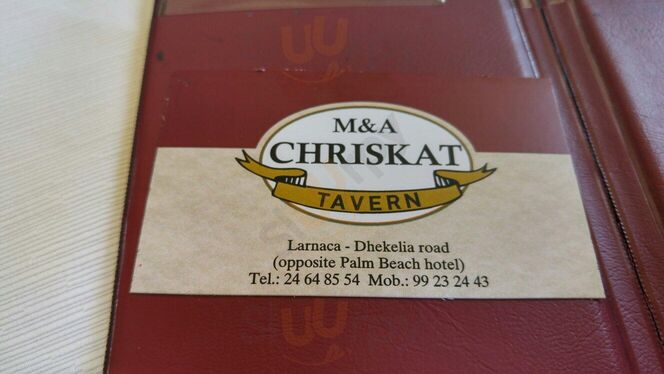 M&A
CHRISKAT
TAVERN
Larnaca - Dhekelia road
(opposite Palm Beach hotel)
Tel.: 24 64 85 54 Mob.: 99 23 24 43